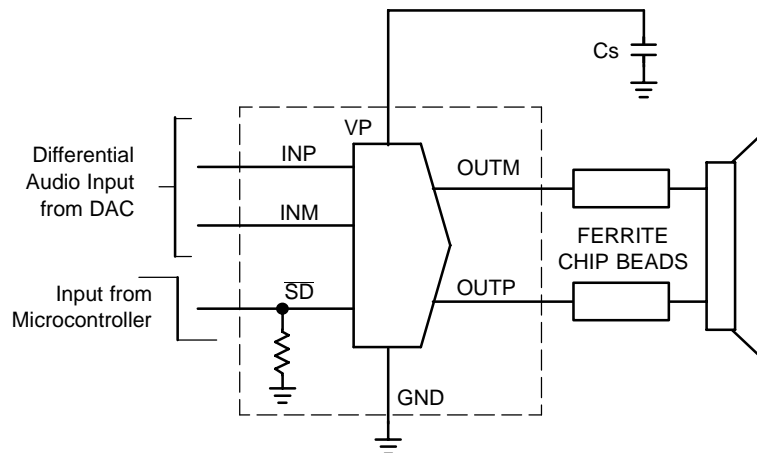 Cs
VP
Differential
Audio Input
from DAC
INP
INM
OUTM
FERRITE
CHIP BEADS
Input from
Microcontroller
SD
OUTP
GND